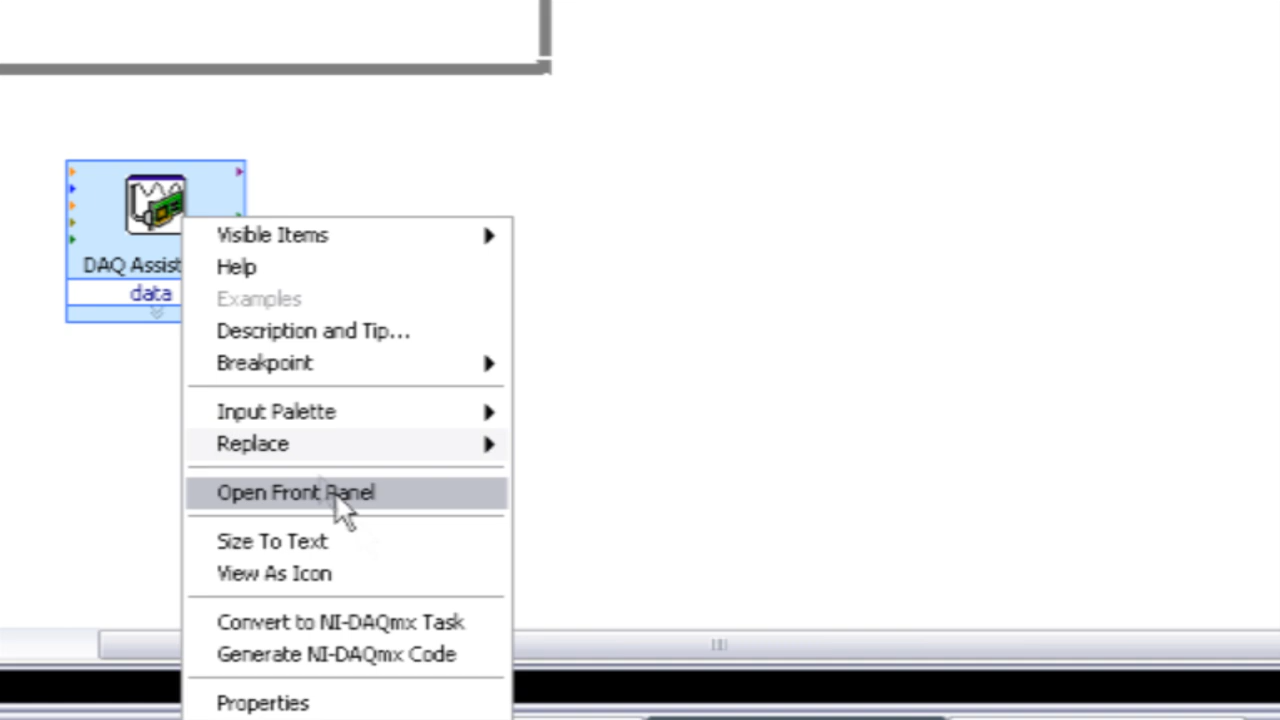 DAQ Assist
data
Visible Items
Help
Examples
Description and Tip...
Breakpoint
Input Palette
Replace
Open Front Panel
Size To Text
View As Icon
Convert to NI-DAQmx Task
Generate NI-DAQmx Code
Properties